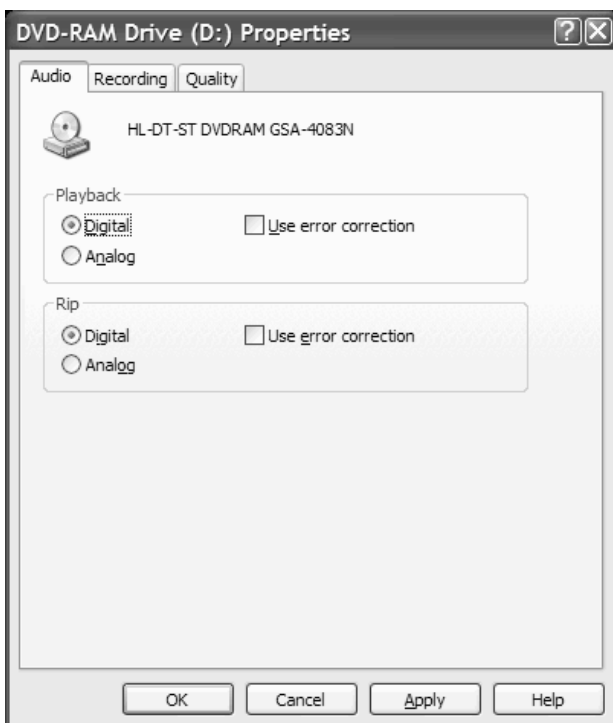 DVD-RAM Drive (D:) Properties
Audio
Recording
Quality
HL-DT-ST DVDRAM GSA-4083N
Playback
Digital
Use error correction
Analog
Rip
Digital
Use error correction
Analog
OK
Cancel
Apply
Help